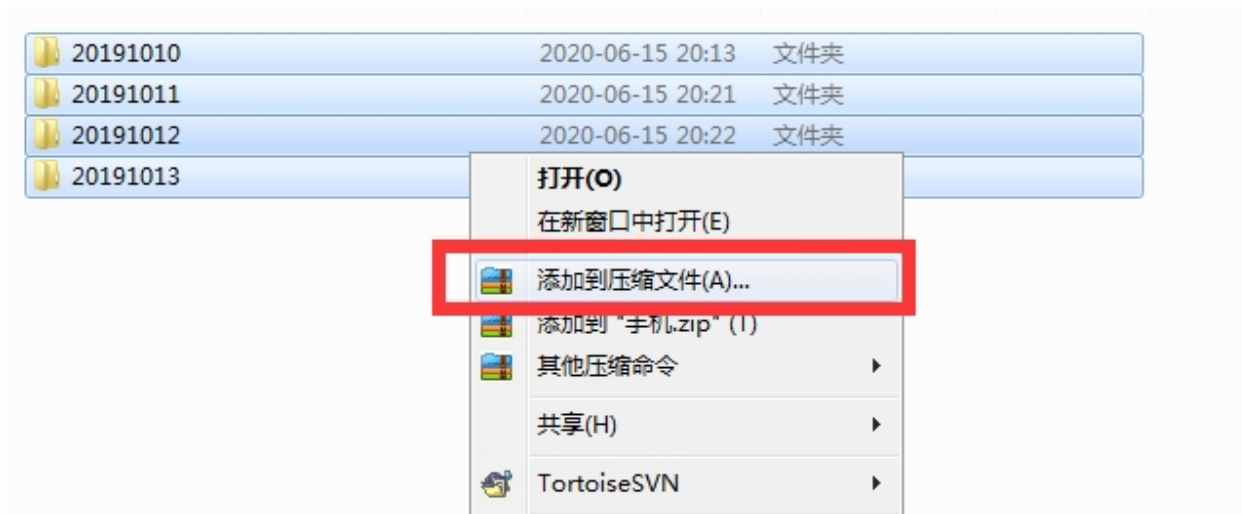 20191010 2020-06-15 20:13 文件夹
20191011 2020-06-15 20:21 文件夹
20191012 2020-06-15 20:22 文件夹
20191013
打开(O)
在新窗口中打开(E)
添加到压缩文件(A)...
添加到 "手机.zip" (T)
其他压缩命令
共享(H)
TortoiseSVN